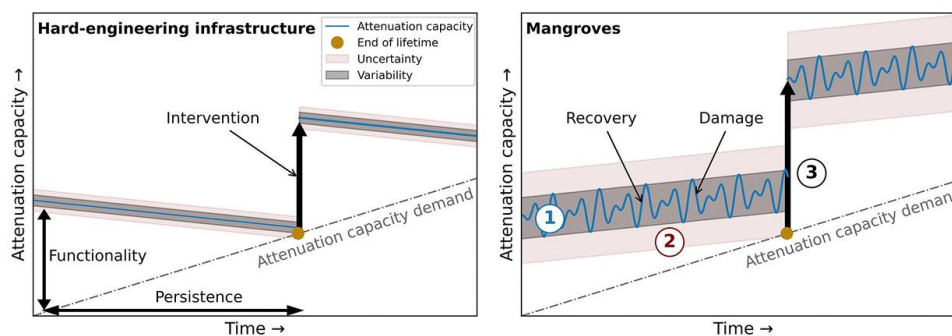 Hard-engineering infrastructure
Attenuation capacity
End of lifetime
Uncertainty
Variability
Attenuation capacity →
Intervention
Functionality
Persistence
Attenuation capacity demand
Time →
Mangroves
Attenuation capacity →
Recovery
Damage
1
2
3
Attenuation capacity deman
Time →